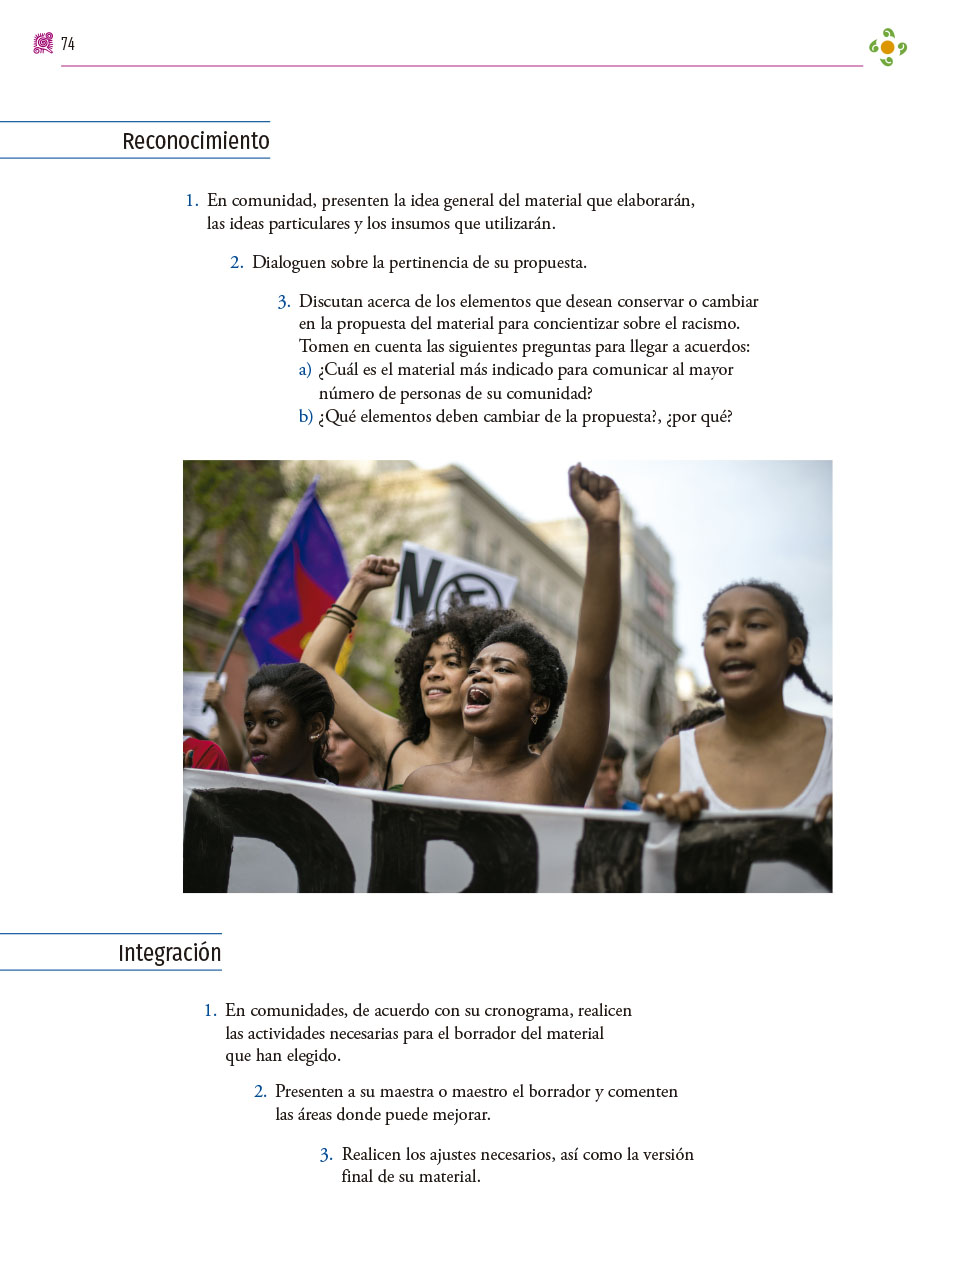 74
Reconocimiento
1. En comunidad, presenten la idea general del material que elaborarán,
las ideas particulares y los insumos que utilizarán.
2. Dialoguen sobre la pertinencia de su propuesta.
3. Discutan acerca de los elementos que desean conservar o cambiar
en la propuesta del material para concientizar sobre el racismo.
Tomen en cuenta las siguientes preguntas para llegar a acuerdos:
a) ¿Cuál es el material más indicado para comunicar al mayor
número de personas de su comunidad?
b) ¿Qué elementos deben cambiar de la propuesta?, ¿por qué?
Integración
1. En comunidades, de acuerdo con su cronograma, realicen
las actividades necesarias para el borrador del material
que han elegido.
2. Presenten a su maestra o maestro el borrador y comenten
las áreas donde puede mejorar.
3. Realicen los ajustes necesarios, así como la versión
final de su material.